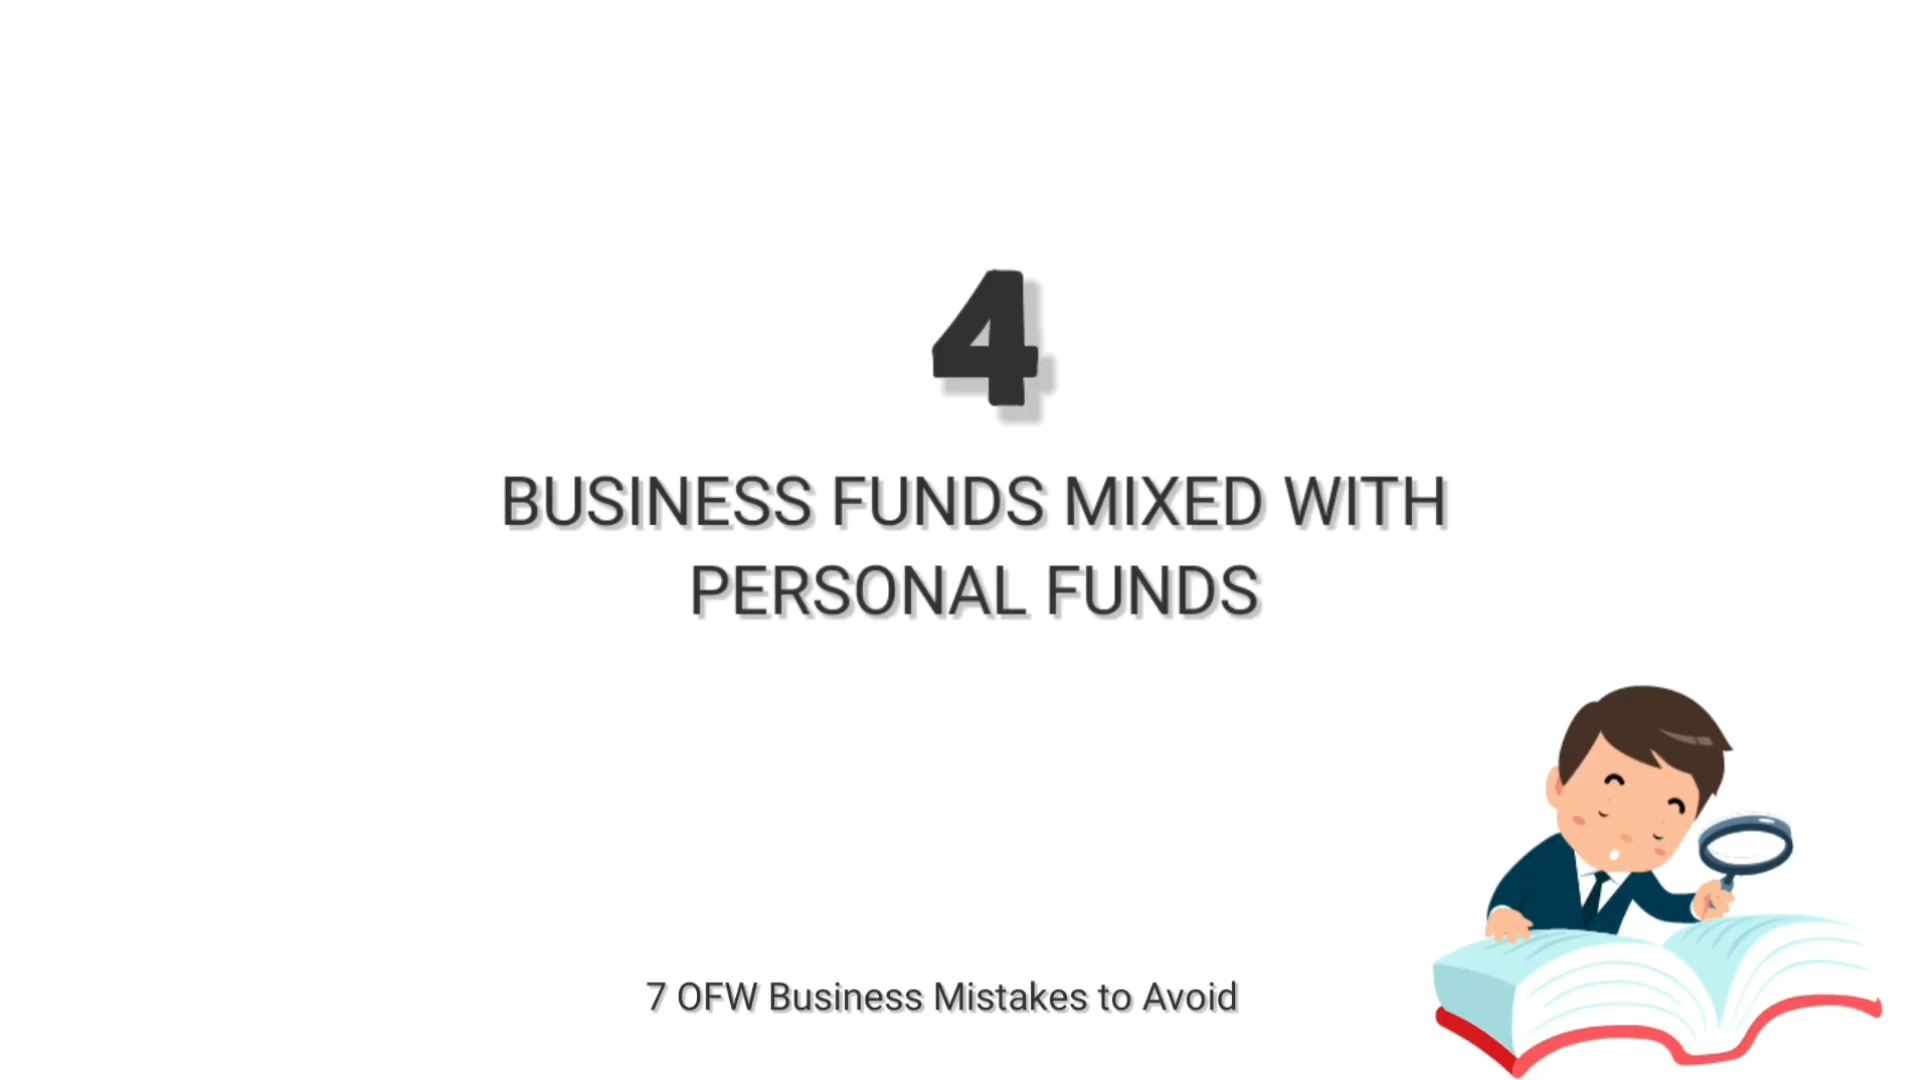 4
BUSINESS FUNDS MIXED WITH
PERSONAL FUNDS
7 OFW Business Mistakes to Avoid